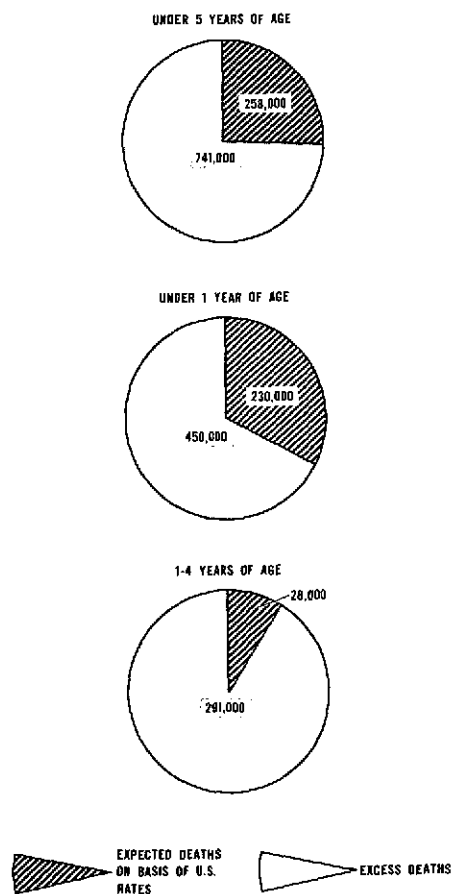 UNDER 5 YEARS OF AGE
258,000
741,000
UNDER 1 YEAR OF AGE
230,000
450,000
1-4 YEARS OF AGE
28,000
291,000
EXPECTED DEATHS
ON BASIS OF U.S.
RATES
EXCESS DEATHS